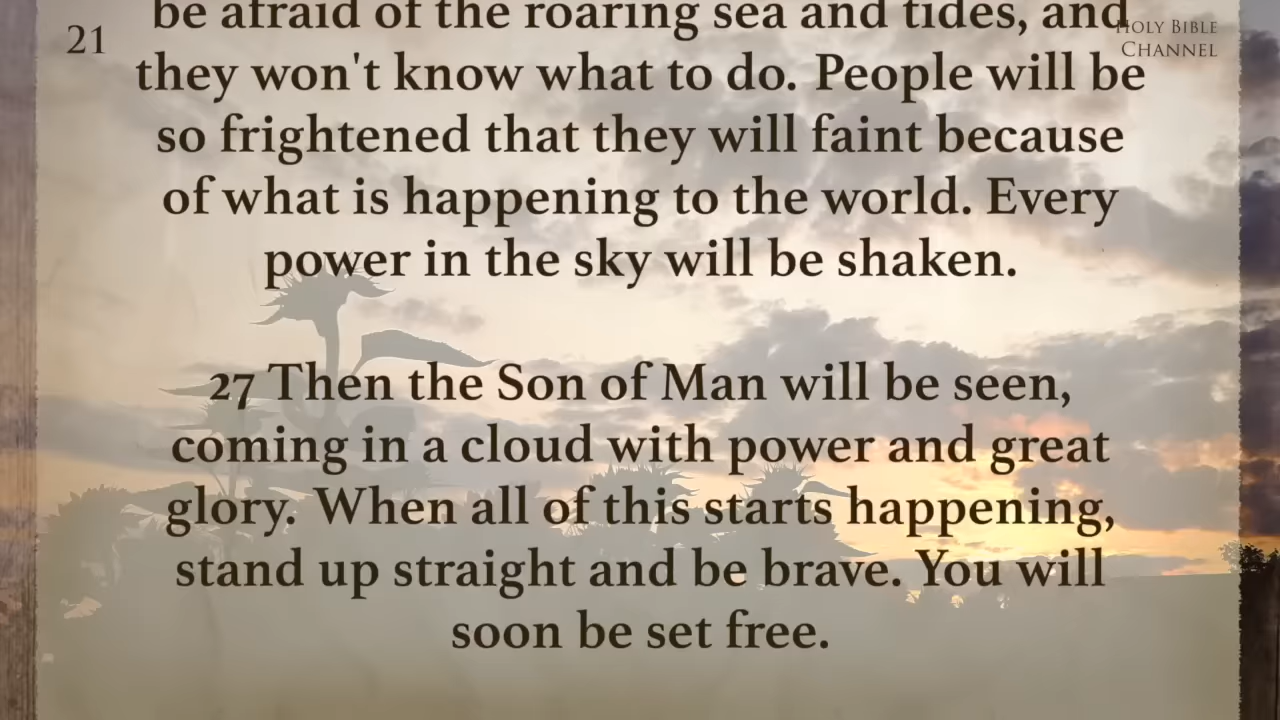 21
HOLY BIBLE
CHANNEL
be afraid of the roaring sea and tides, and
they won't know what to do. People will be
so frightened that they will faint because
of what is happening to the world. Every
power in the sky will be shaken.
27 Then the Son of Man will be seen,
coming in a cloud with power and great
glory. When all of this starts happening,
stand up straight and be brave. You will
soon be set free.